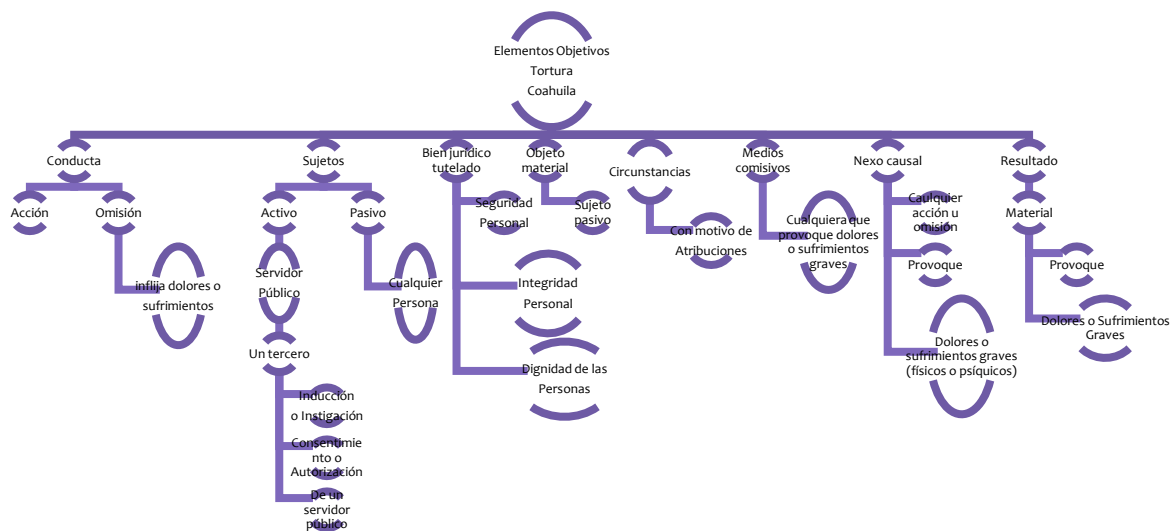 Elementos Objetivos
Tortura
Coahuila
Conducta
Acción
Omisión
inflija dolores o
sufrimientos
Sujetos
Activo
Servidor
Público
Un tercero
Inducción
o Instigación
Consentimie
nto o
Autorización
De un
servidor
público
Pasivo
Cualquier
Persona
Bien jurídico
tutelado
Seguridad
Personal
Integridad
Personal
Dignidad de las
Personas
Objeto
material
Sujeto
pasivo
Circunstancias
Con motivo de
Atribuciones
Medios
comisivos
Cualquiera que
provoque dolores
o sufrimientos
graves
Nexo causal
Caulquier
acción u
omisión
Provoque
Dolores o
sufrimientos graves
(físicos o psíquicos)
Resultado
Material
Provoque
Dolores o Sufrimientos
Graves